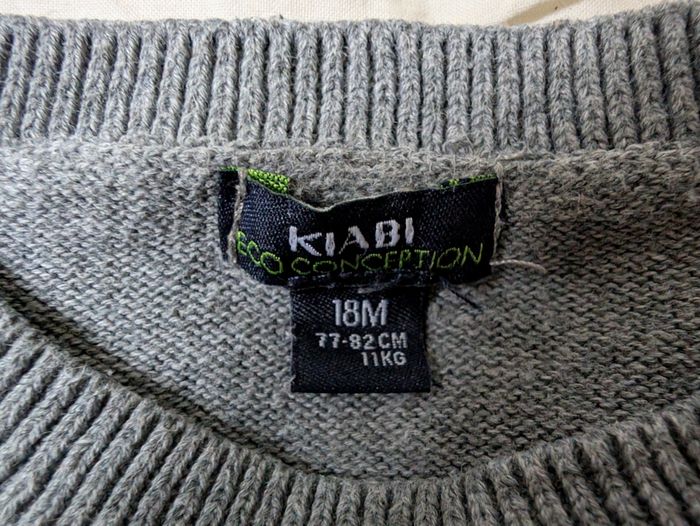 KIABI
ECO CONCEPTION
18M
77-82CM
11KG